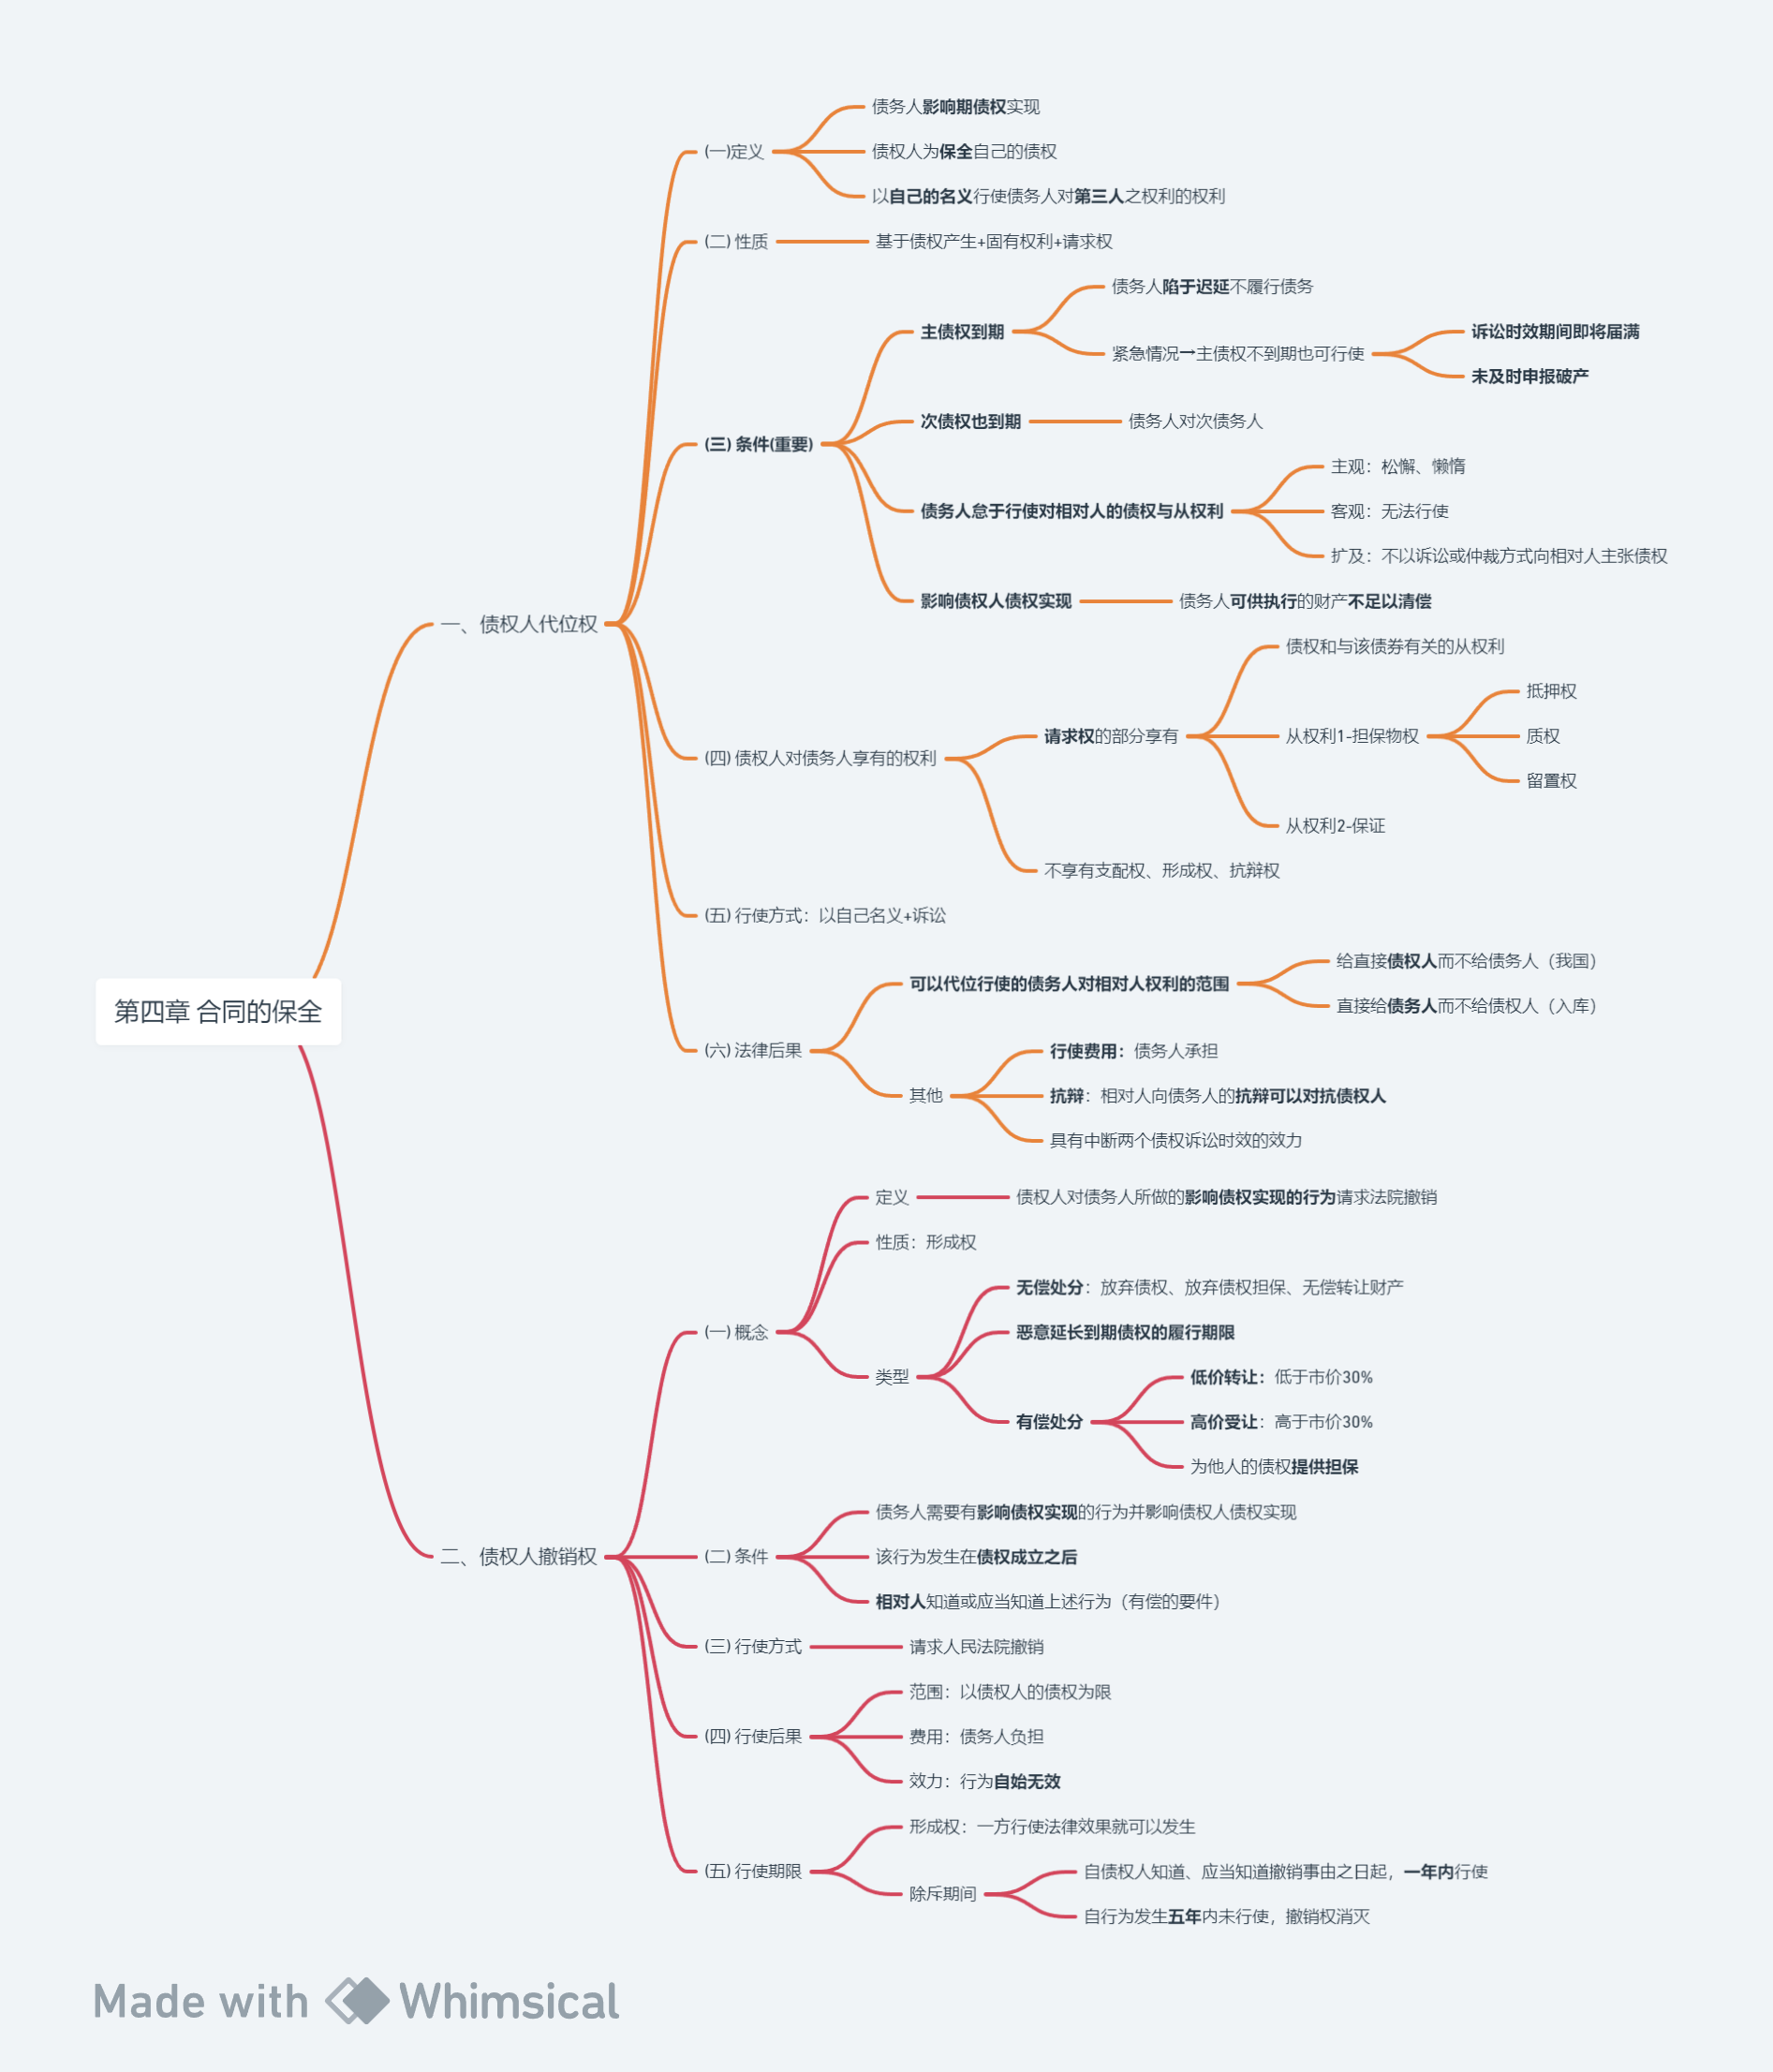 第四章 合同的保全
一、债权人代位权
(一)定义
债务人影响期债权实现
债权人为保全自己的债权
以自己的名义行使债务人对第三人之权利的权利
(二) 性质
基于债权产生+固有权利+请求权
(三) 条件(重要)
主债权到期
债务人陷于迟延不履行债务
紧急情况→主债权不到期也可行使
诉讼时效期间即将届满
未及时申报破产
次债权也到期
债务人对次债务人
债务人怠于行使对相对人的债权与从权利
主观：松懈、懒惰
客观：无法行使
扩及：不以诉讼或仲裁方式向相对人主张债权
影响债权人债权实现
债务人可供执行的财产不足以清偿
(四) 债权人对债务人享有的权利
请求权的部分享有
债权和与该债券有关的从权利
从权利1-担保物权
抵押权
质权
留置权
从权利2-保证
不享有支配权、形成权、抗辩权
(五) 行使方式：以自己名义+诉讼
(六) 法律后果
可以代位行使的债务人对相对人权利的范围
给直接债权人而不给债务人（我国）
直接给债务人而不给债权人（入库）
其他
行使费用：债务人承担
抗辩：相对人向债务人的抗辩可以对抗债权人
具有中断两个债权诉讼时效的效力
二、债权人撤销权
(一) 概念
定义
债权人对债务人所做的影响债权实现的行为请求法院撤销
性质：形成权
类型
无偿处分：放弃债权、放弃债权担保、无偿转让财产
恶意延长到期债权的履行期限
有偿处分
低价转让：低于市价30%
高价受让：高于市价30%
为他人的债权提供担保
(二) 条件
债务人需要有影响债权实现的行为并影响债权人债权实现
该行为发生在债权成立之后
相对人知道或应当知道上述行为（有偿的要件）
(三) 行使方式
请求人民法院撤销
(四) 行使后果
范围：以债权人的债权为限
费用：债务人负担
效力：行为自始无效
(五) 行使期限
形成权：一方行使法律效果就可以发生
除斥期间
自债权人知道、应当知道撤销事由之日起，一年内行使
自行为发生五年内未行使，撤销权消灭
Made with Whimsical